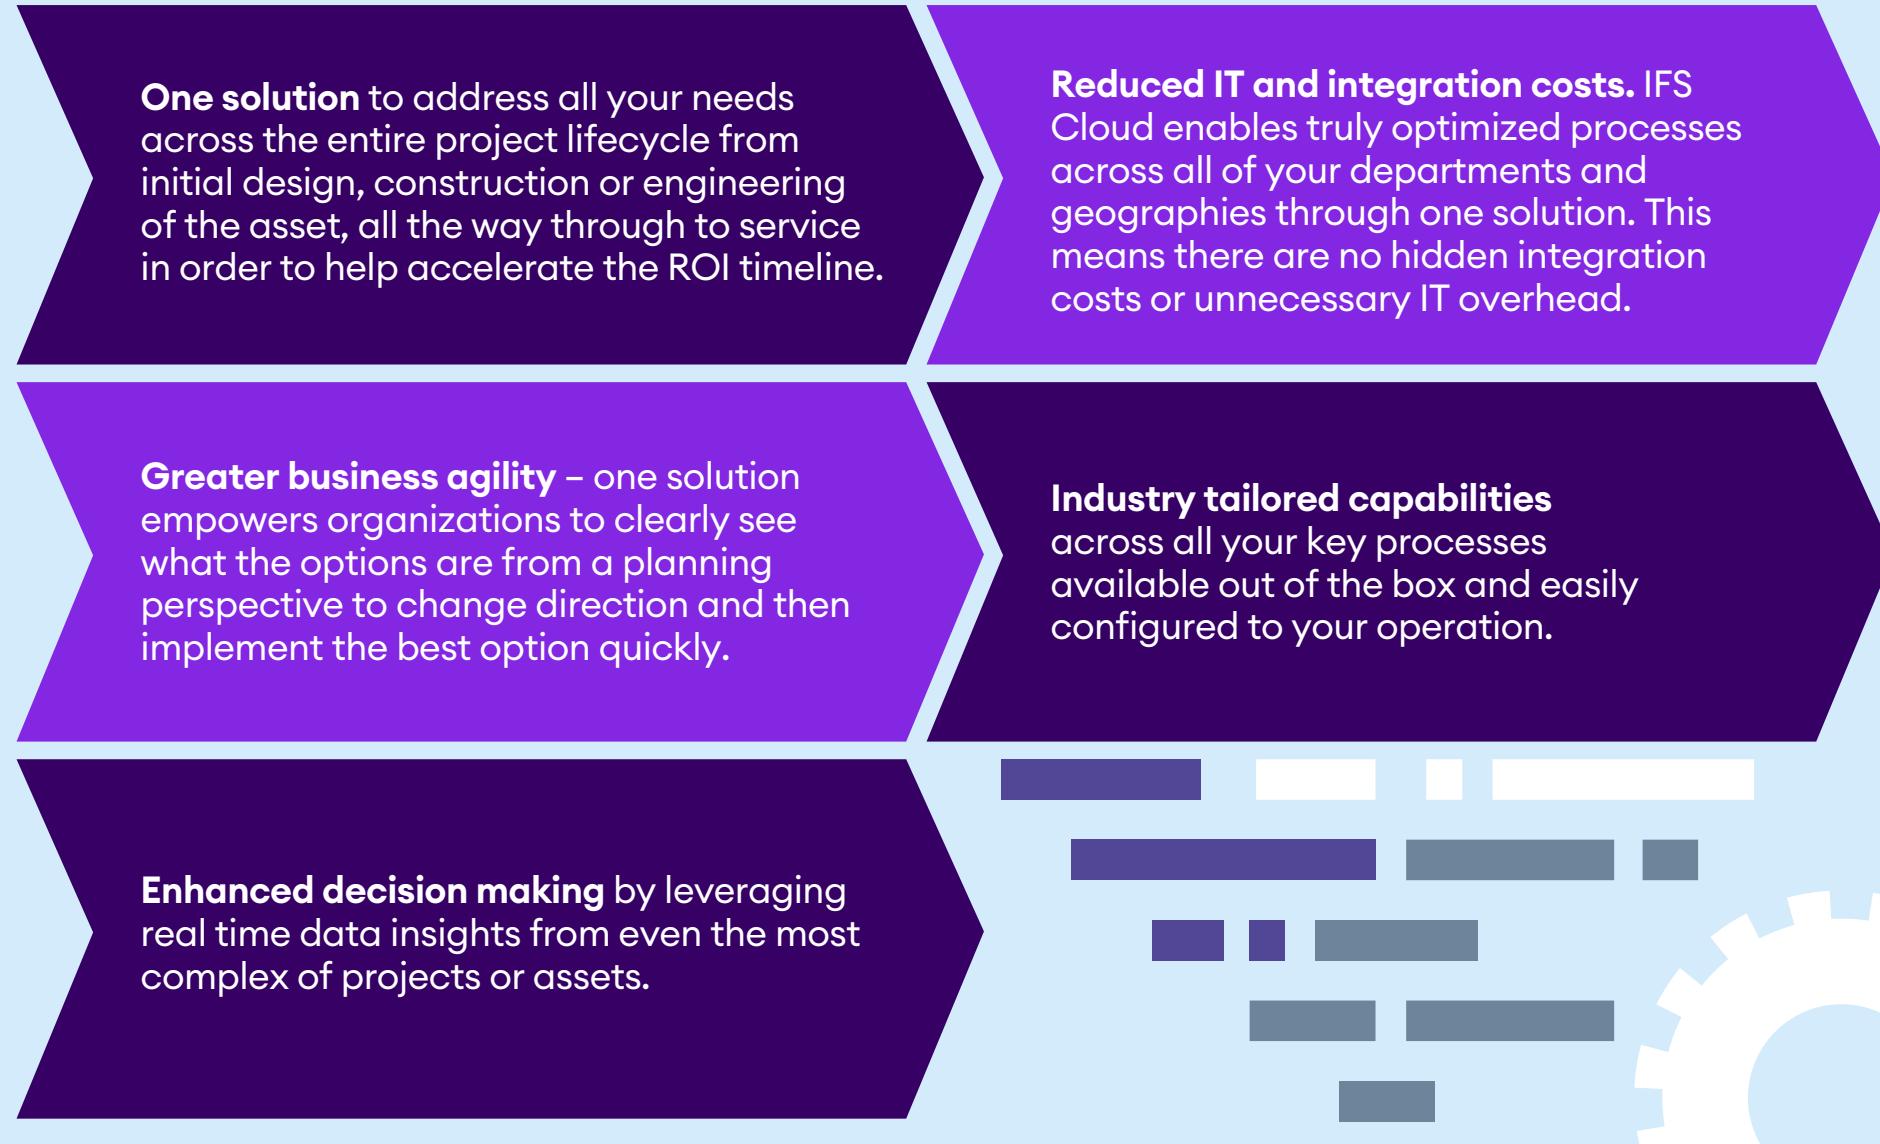 One solution to address all your needs
across the entire project lifecycle from
initial design, construction or engineering
of the asset, all the way through to service
in order to help accelerate the ROI timeline.
Reduced IT and integration costs. IFS
Cloud enables truly optimized processes
across all of your departments and
geographies through one solution. This
means there are no hidden integration
costs or unnecessary IT overhead.
Greater business agility – one solution
empowers organizations to clearly see
what the options are from a planning
perspective to change direction and then
implement the best option quickly.
Industry tailored capabilities
across all your key processes
available out of the box and easily
configured to your operation.
Enhanced decision making by leveraging
real time data insights from even the most
complex of projects or assets.